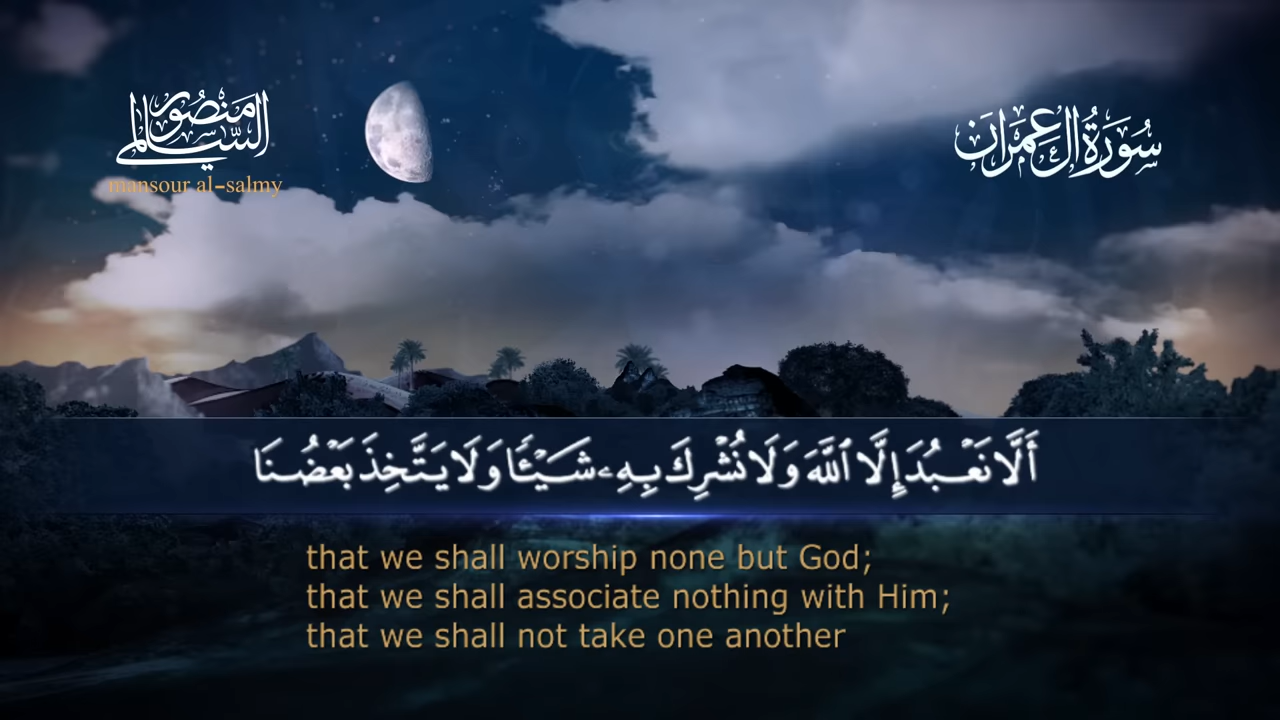 منصور
السالمي
mansour al-salmy
سُورَةُ آلِ عِمْرَان
أَلَّا نَعْبُدَ إِلَّا ٱللَّهَ وَلَا نُشْرِكَ بِهِۦ شَيْـًٔا وَلَا يَتَّخِذَ بَعْضُنَا
that we shall worship none but God;
that we shall associate nothing with Him;
that we shall not take one another